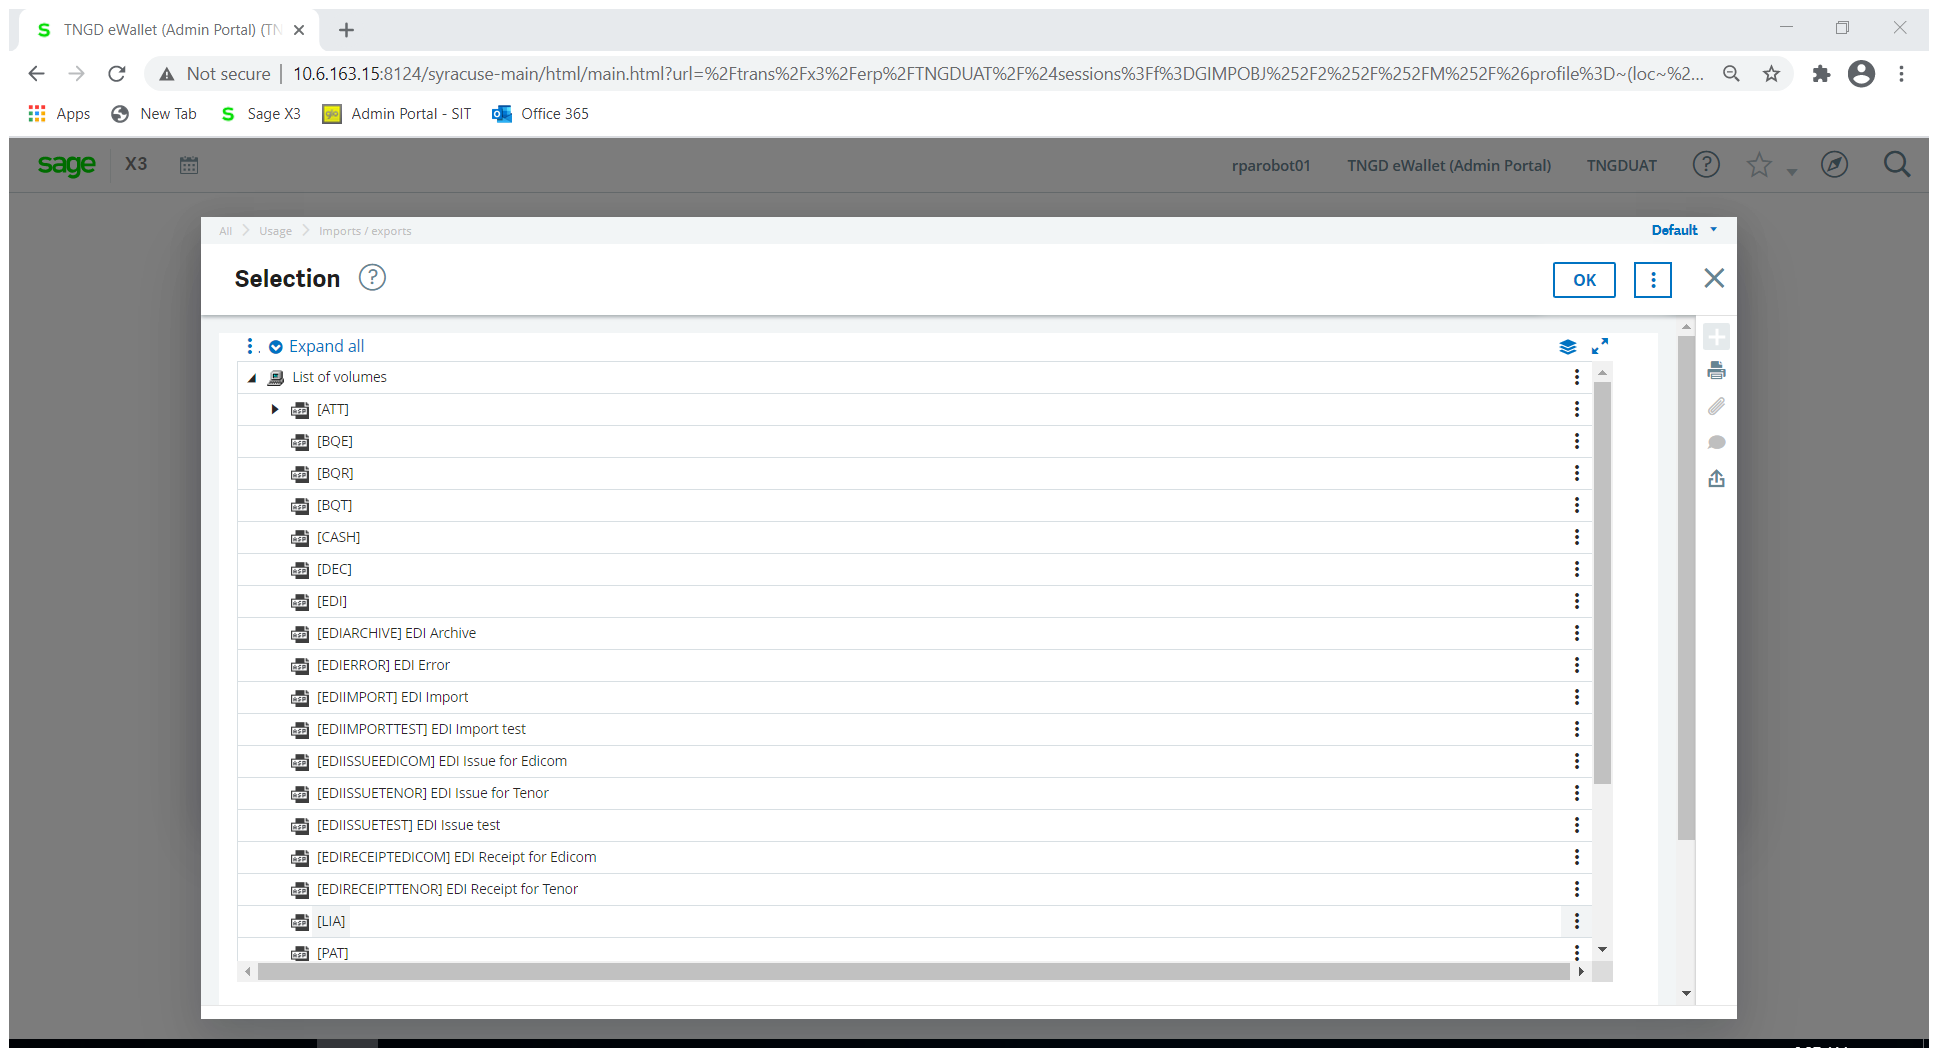 S TNGD eWallet (Admin Portal) (TN
Not secure | 10.6.163.15:8124/syracuse-main/html/main.html?url=%2Ftrans%2Fx3%2Ferp%2FTNGDUAT%2F%24sessions%3Ff%3DGIMPOBJ%252F2%252F%252FM%252F%26profile%3D~(loc~%2...
Apps New Tab S Sage X3 glo Admin Portal - SIT Office 365
sage X3 rparobot01 TNGD eWallet (Admin Portal) TNGDUAT
All Usage Imports / exports Default
Selection OK
Expand all
List of volumes
[ATT]
[BQE]
[BQR]
[BQT]
[CASH]
[DEC]
[EDI]
[EDIARCHIVE] EDI Archive
[EDIERROR] EDI Error
[EDIIMPORT] EDI Import
[EDIIMPORTTEST] EDI Import test
[EDIISSUEEDICOM] EDI Issue for Edicom
[EDIISSUETENOR] EDI Issue for Tenor
[EDIISSUETEST] EDI Issue test
[EDIRECEIPTEDICOM] EDI Receipt for Edicom
[EDIRECEIPTTENOR] EDI Receipt for Tenor
[LIA]
[PAT]